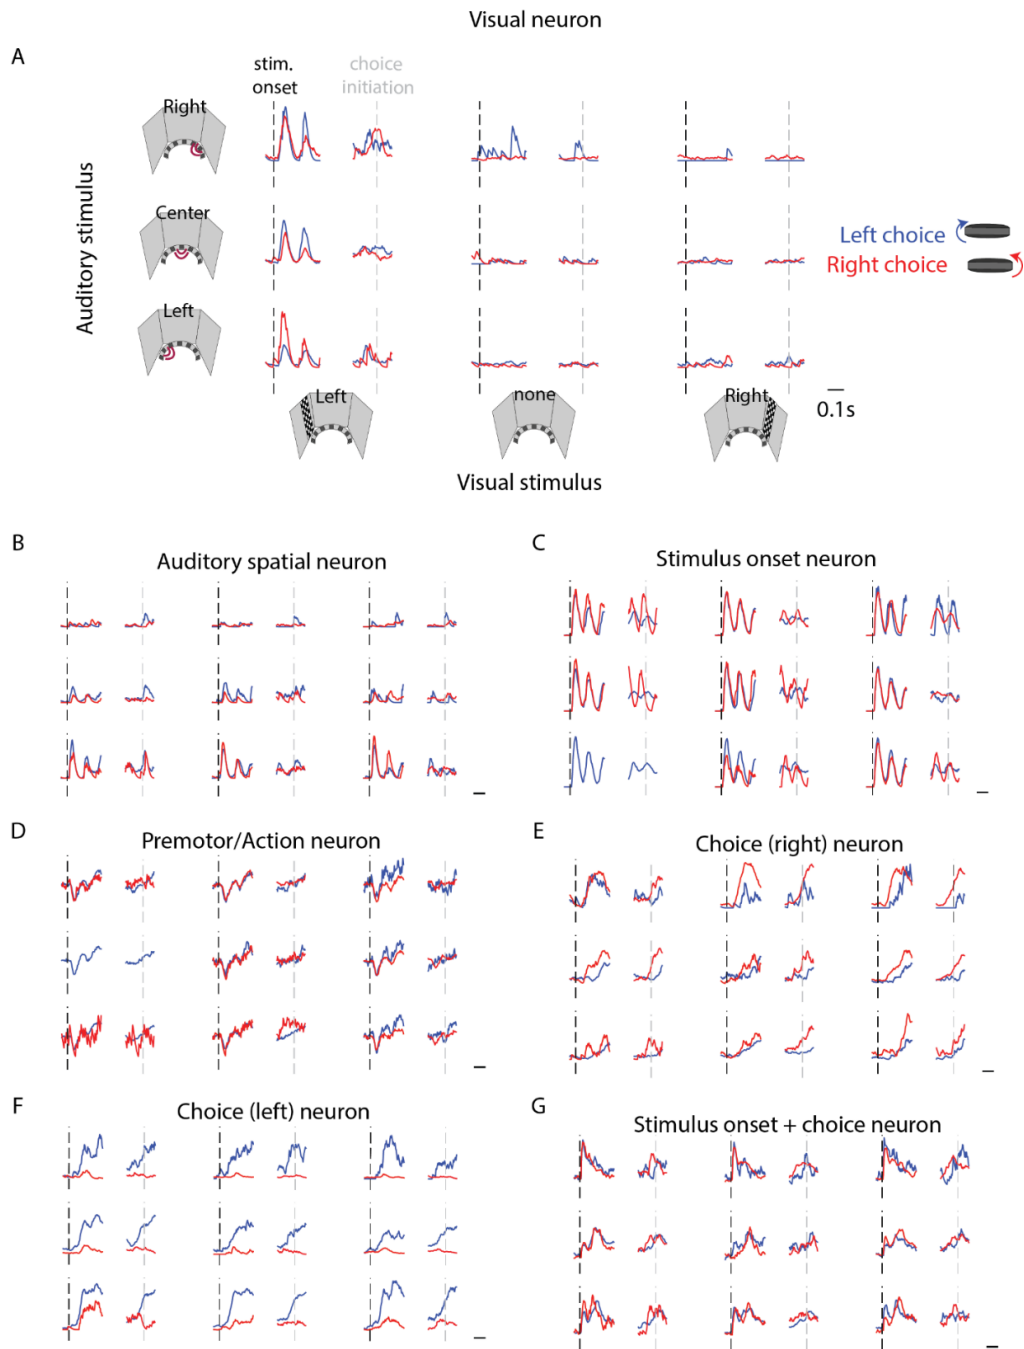 Visual neuron
A
stim.
onset
choice
initiation
Right
Center
Left
Auditory stimulus
Left choice
Right choice
Left
none
Right
0.1s
Visual stimulus
B
Auditory spatial neuron
C
Stimulus onset neuron
D
Premotor/Action neuron
E
Choice (right) neuron
F
Choice (left) neuron
G
Stimulus onset + choice neuron